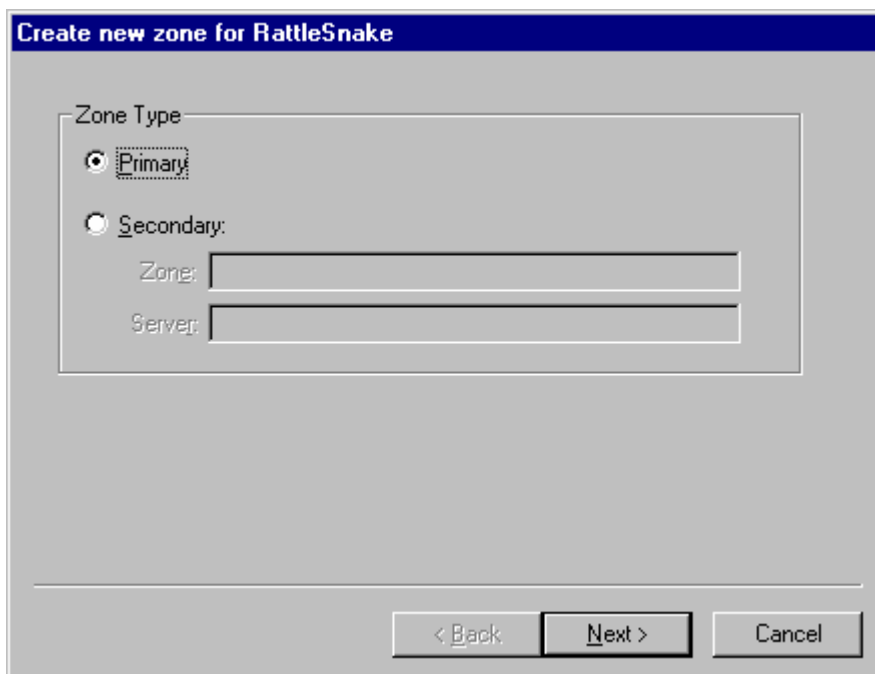 Create new zone for RattleSnake
Zone Type
Primary
Secondary:
Zone:
Server:
< Back Next > Cancel